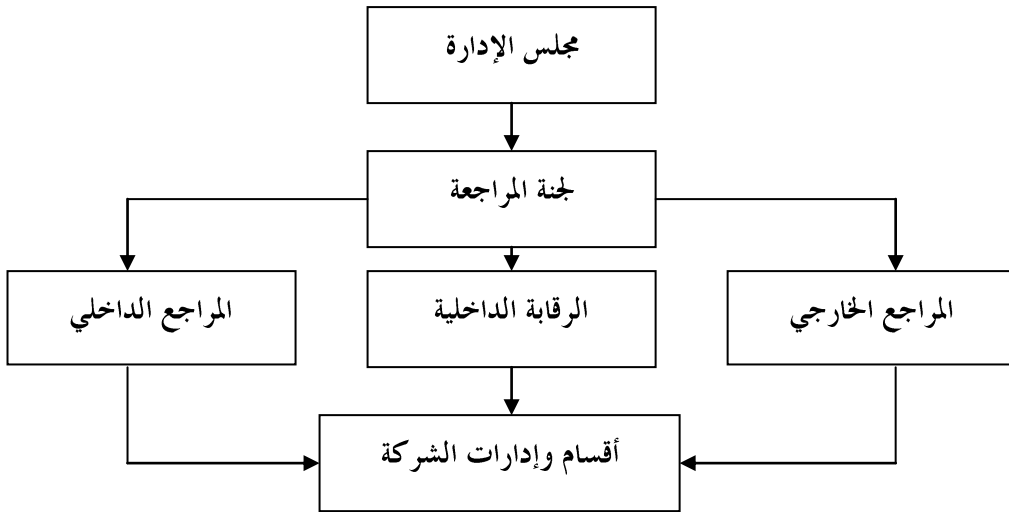 مجلس الإدارة
لجنة المراجعة
المراجع الخارجي
الرقابة الداخلية
المراجع الداخلي
أقسام وإدارات الشركة